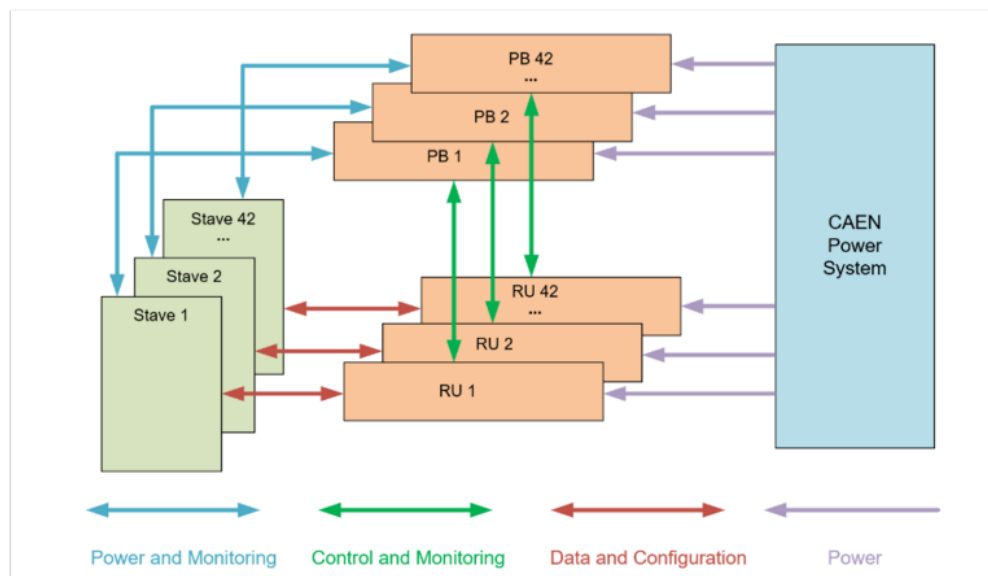 PB 42
...
PB 2
PB 1
CAEN
Power
System
Stave 42
...
Stave 2
Stave 1
RU 42
...
RU 2
RU 1
Power and Monitoring
Control and Monitoring
Data and Configuration
Power